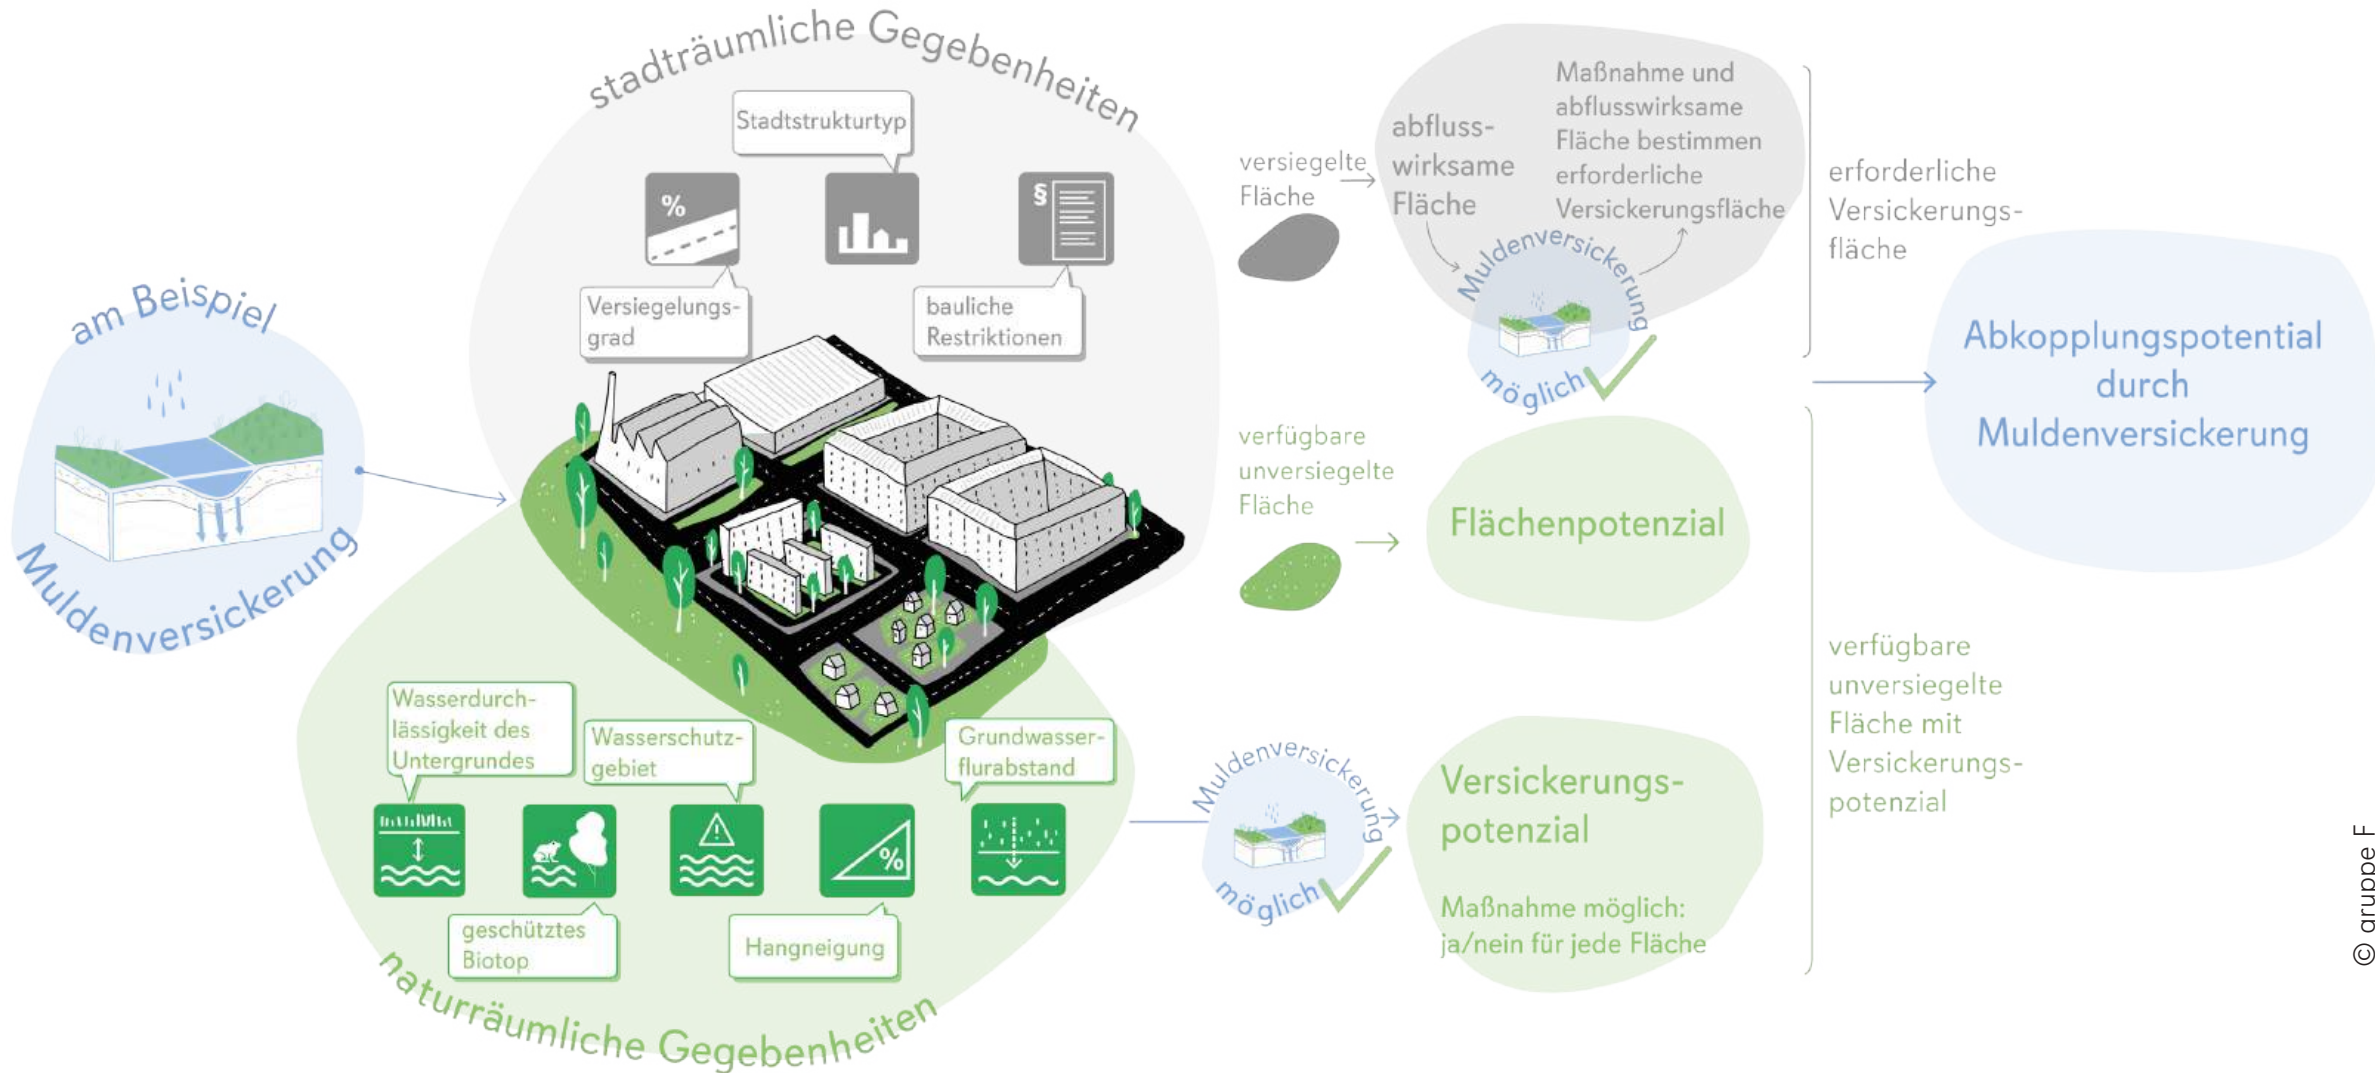 am Beispiel
Muldenversickerung
stadträumliche Gegebenheiten
Stadtstrukturtyp
%
§
Versiegelungs-
grad
bauliche
Restriktionen
Wasserdurch-
lässigkeit des
Untergrundes
Wasserschutz-
gebiet
Grundwasser-
flurabstand
%
geschütztes
Biotop
Hangneigung
naturräumliche Gegebenheiten
versiegelte
Fläche
abfluss-
wirksame
Fläche
Maßnahme und
abflusswirksame
Fläche bestimmen
erforderliche
Versickerungsfläche
Muldenversickerung
möglich
verfügbare
unversiegelte
Fläche
Flächenpotenzial
Muldenversickerung
möglich
Versickerungs-
potenzial
Maßnahme möglich:
ja/nein für jede Fläche
erforderliche
Versickerungs-
fläche
verfügbare
unversiegelte
Fläche mit
Versickerungs-
potenzial
Abkopplungspotential
durch
Muldenversickerung
© gruppe F